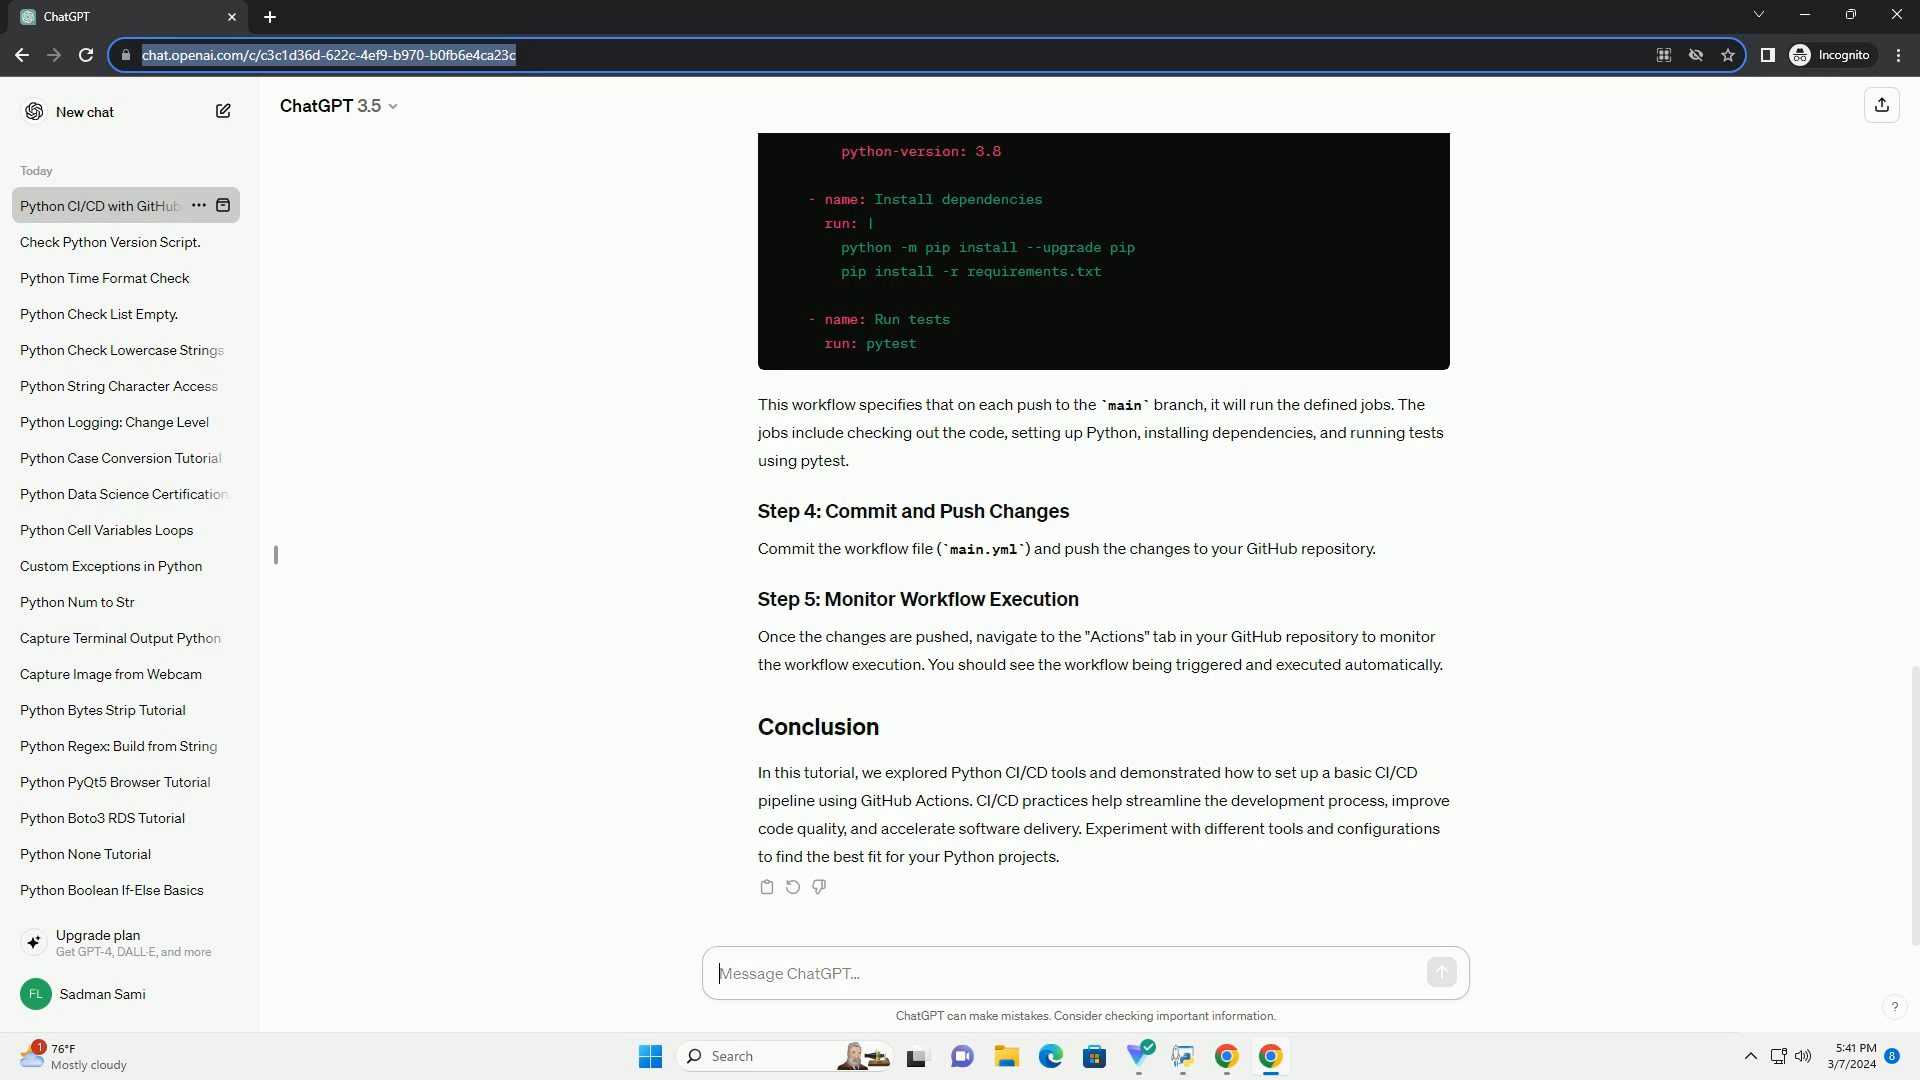 ChatGPT
chat.openai.com/c/c3c1d36d-622c-4ef9-b970-b0fb6e4ca23c
Incognito
New chat
ChatGPT 3.5
Today
Python CI/CD with GitHub
Check Python Version Script.
Python Time Format Check
Python Check List Empty.
Python Check Lowercase Strings
Python String Character Access
Python Logging: Change Level
Python Case Conversion Tutorial
Python Data Science Certification
Python Cell Variables Loops
Custom Exceptions in Python
Python Num to Str
Capture Terminal Output Python
Capture Image from Webcam
Python Bytes Strip Tutorial
Python Regex: Build from String
Python PyQt5 Browser Tutorial
Python Boto3 RDS Tutorial
Python None Tutorial
Python Boolean If-Else Basics
Upgrade plan
Get GPT-4, DALL·E, and more
FL
Sadman Sami
python-version: 3.8
- name: Install dependencies
run: |
python -m pip install --upgrade pip
pip install -r requirements.txt
- name: Run tests
run: pytest
This workflow specifies that on each push to the `main` branch, it will run the defined jobs. The
jobs include checking out the code, setting up Python, installing dependencies, and running tests
using pytest.
Step 4: Commit and Push Changes
Commit the workflow file (`main.yml`) and push the changes to your GitHub repository.
Step 5: Monitor Workflow Execution
Once the changes are pushed, navigate to the "Actions" tab in your GitHub repository to monitor
the workflow execution. You should see the workflow being triggered and executed automatically.
Conclusion
In this tutorial, we explored Python CI/CD tools and demonstrated how to set up a basic CI/CD
pipeline using GitHub Actions. CI/CD practices help streamline the development process, improve
code quality, and accelerate software delivery. Experiment with different tools and configurations
to find the best fit for your Python projects.
Message ChatGPT...
ChatGPT can make mistakes. Consider checking important information.
?
1
76°F
Mostly cloudy
Search
5:41 PM
3/7/2024
8